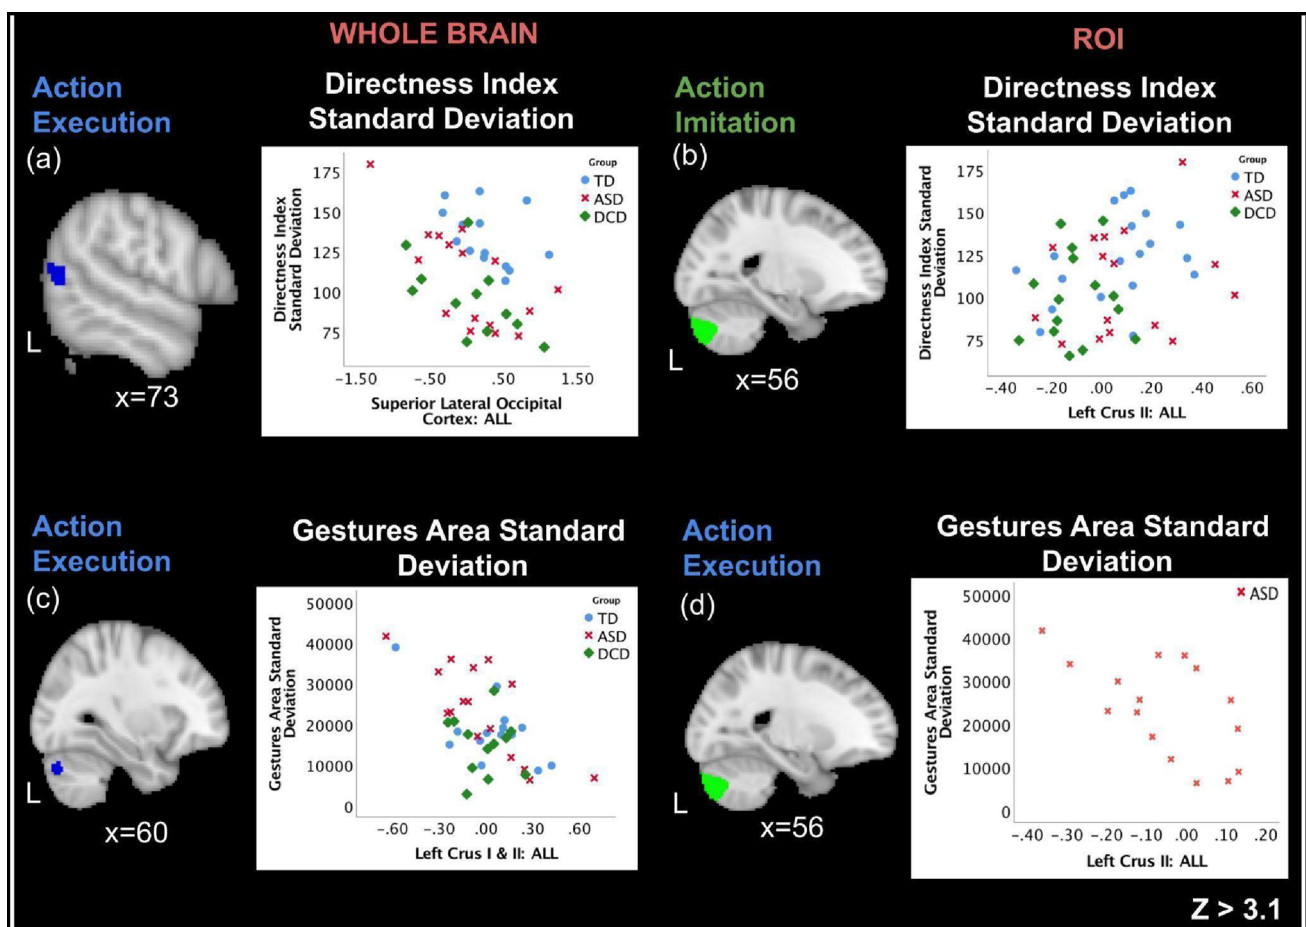 WHOLE BRAIN
ROI
Action
Execution
(a)
Directness Index
Standard Deviation
Directness Index
Standard Deviation
175
150
125
100
75
Group
TD
ASD
DCD
-1.50
-.50
.50
1.50
Superior Lateral Occipital
Cortex: ALL
L
x=73
Action
Imitation
(b)
Directness Index
Standard Deviation
Directness Index Standard
Deviation
175
150
125
100
75
Group
TD
ASD
DCD
-.40
-.20
.00
.20
.40
.60
Left Crus II: ALL
L
x=56
Action
Execution
(c)
Gestures Area Standard
Deviation
Gestures Area Standard
Deviation
50000
40000
30000
20000
10000
0
Group
TD
ASD
DCD
-.60
-.30
.00
.30
.60
Left Crus I & II: ALL
L
x=60
Action
Execution
(d)
Gestures Area Standard
Deviation
Gestures Area Standard
Deviation
50000
40000
30000
20000
10000
0
ASD
-.40
-.30
-.20
-.10
.00
.10
.20
Left Crus II: ALL
L
x=56
Z > 3.1